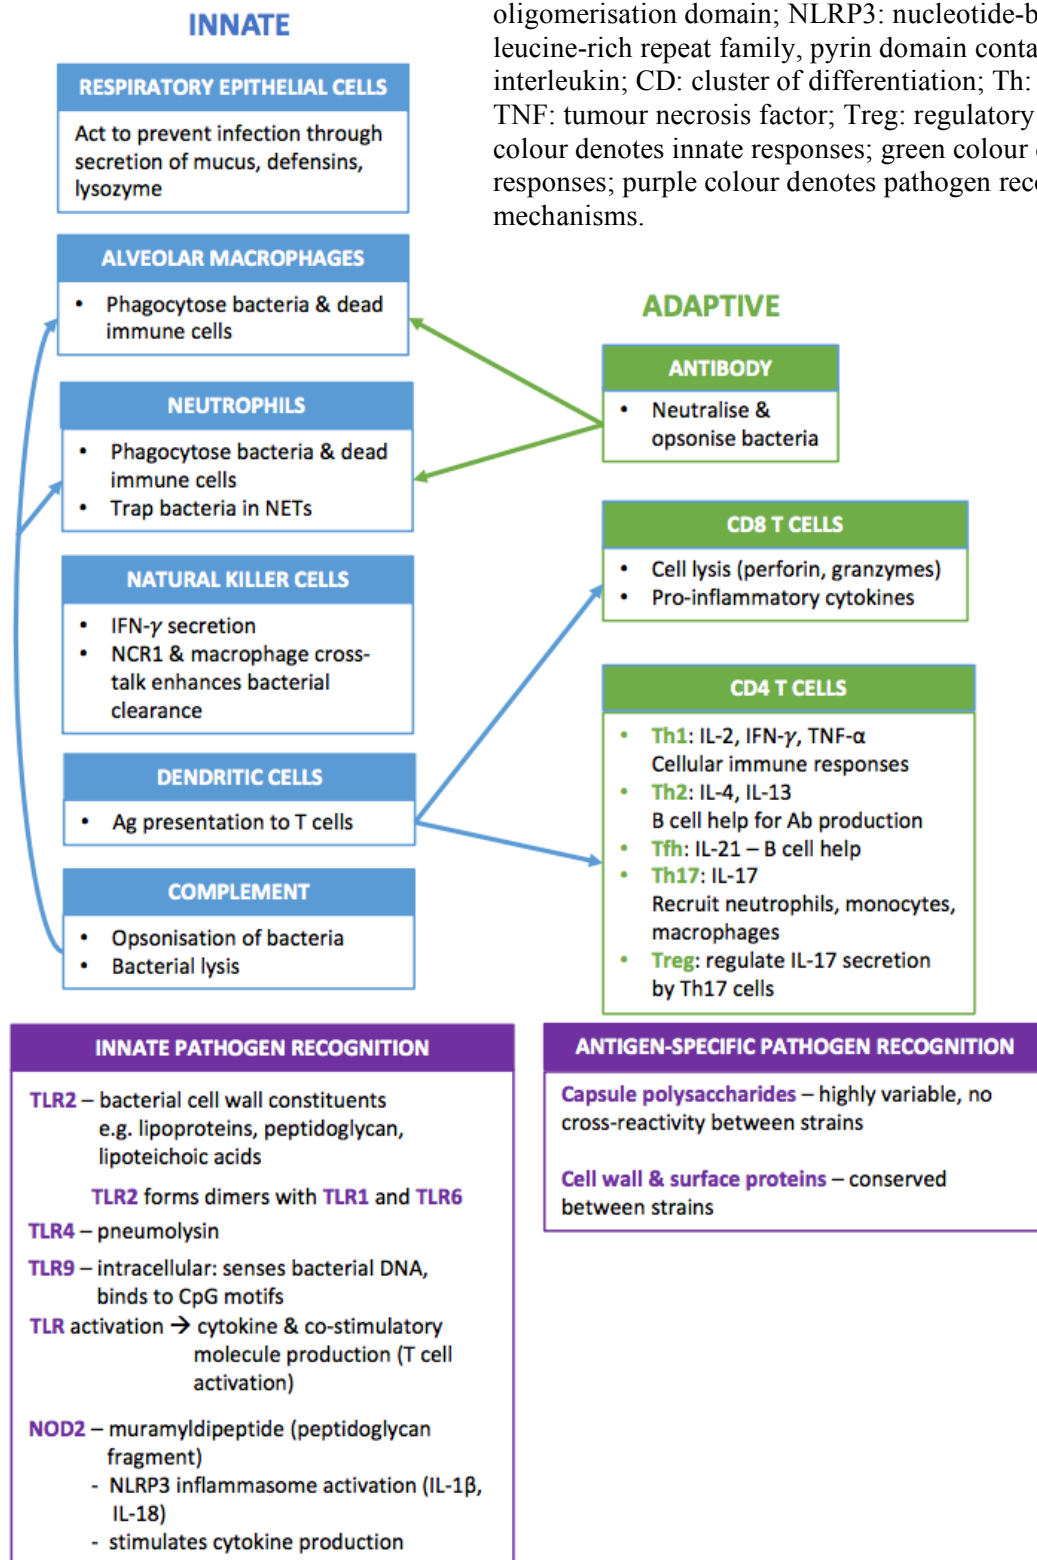 oligomerisation domain; NLRP3: nucleotide-b
leucine-rich repeat family, pyrin domain conta
interleukin; CD: cluster of differentiation; Th:
TNF: tumour necrosis factor; Treg: regulatory
colour denotes innate responses; green colour
responses; purple colour denotes pathogen reco
mechanisms.
INNATE
RESPIRATORY EPITHELIAL CELLS
Act to prevent infection through
secretion of mucus, defensins,
lysozyme
ALVEOLAR MACROPHAGES
• Phagocytose bacteria & dead
immune cells
NEUTROPHILS
• Phagocytose bacteria & dead
immune cells
• Trap bacteria in NETs
NATURAL KILLER CELLS
• IFN-γ secretion
• NCR1 & macrophage cross-
talk enhances bacterial
clearance
DENDRITIC CELLS
• Ag presentation to T cells
COMPLEMENT
• Opsonisation of bacteria
• Bacterial lysis
ADAPTIVE
ANTIBODY
• Neutralise &
opsonise bacteria
CD8 T CELLS
• Cell lysis (perforin, granzymes)
• Pro-inflammatory cytokines
CD4 T CELLS
• Th1: IL-2, IFN-γ, TNF-α
Cellular immune responses
• Th2: IL-4, IL-13
B cell help for Ab production
• Tfh: IL-21 – B cell help
• Th17: IL-17
Recruit neutrophils, monocytes,
macrophages
• Treg: regulate IL-17 secretion
by Th17 cells
INNATE PATHOGEN RECOGNITION
TLR2 – bacterial cell wall constituents
e.g. lipoproteins, peptidoglycan,
lipoteichoic acids
TLR2 forms dimers with TLR1 and TLR6
TLR4 – pneumolysin
TLR9 – intracellular: senses bacterial DNA,
binds to CpG motifs
TLR activation → cytokine & co-stimulatory
molecule production (T cell
activation)
NOD2 – muramyldipeptide (peptidoglycan
fragment)
- NLRP3 inflammasome activation (IL-1β,
IL-18)
- stimulates cytokine production
ANTIGEN-SPECIFIC PATHOGEN RECOGNITION
Capsule polysaccharides – highly variable, no
cross-reactivity between strains
Cell wall & surface proteins – conserved
between strains